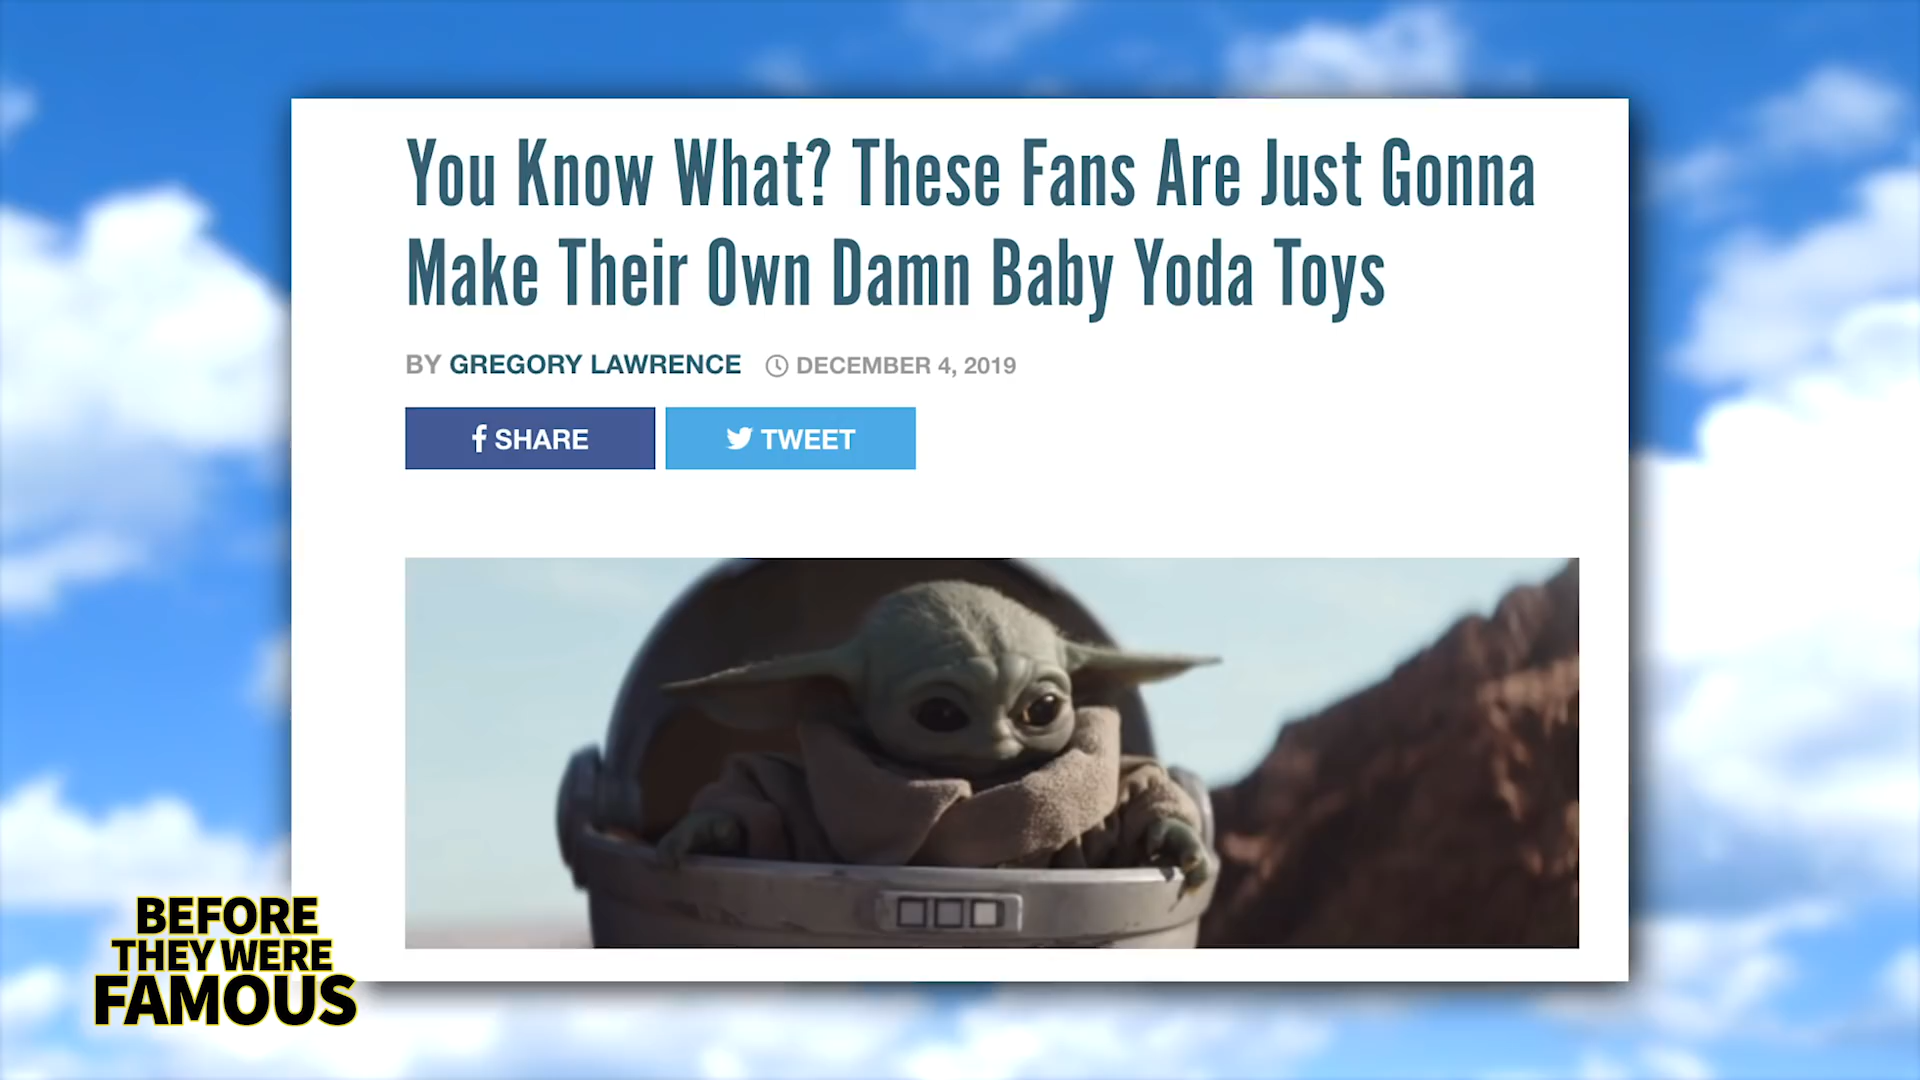 You Know What? These Fans Are Just Gonna
Make Their Own Damn Baby Yoda Toys
BY GREGORY LAWRENCE DECEMBER 4, 2019
SHARE
TWEET
BEFORE
THEY WERE
FAMOUS